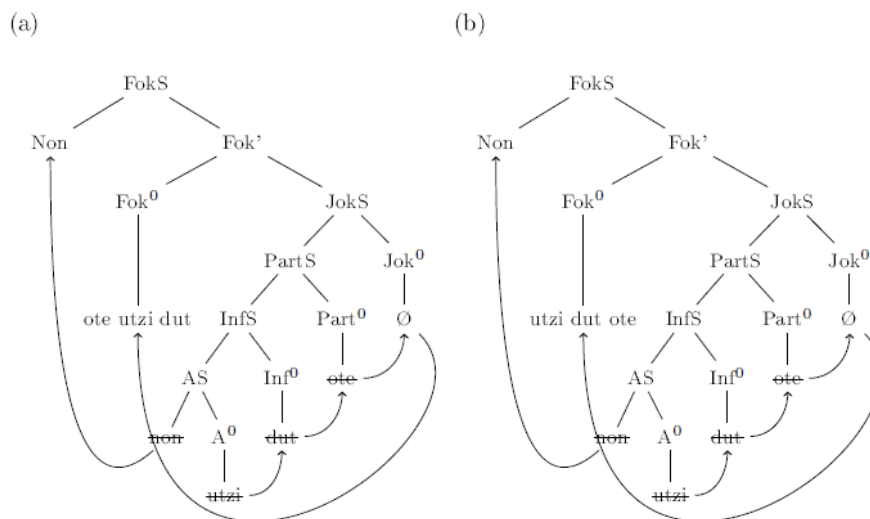 (a) (b)
FokS FokS
Non Fok' Non Fok'
Fok⁰ JokS Fok⁰ JokS
PartS Jok⁰ PartS Jok⁰
ote utzi dut InfS Part⁰ Ø utzi dut ote InfS Part⁰ Ø
AS Inf⁰ ote AS Inf⁰ ote
non A⁰ dut non A⁰ dut
utzi utzi